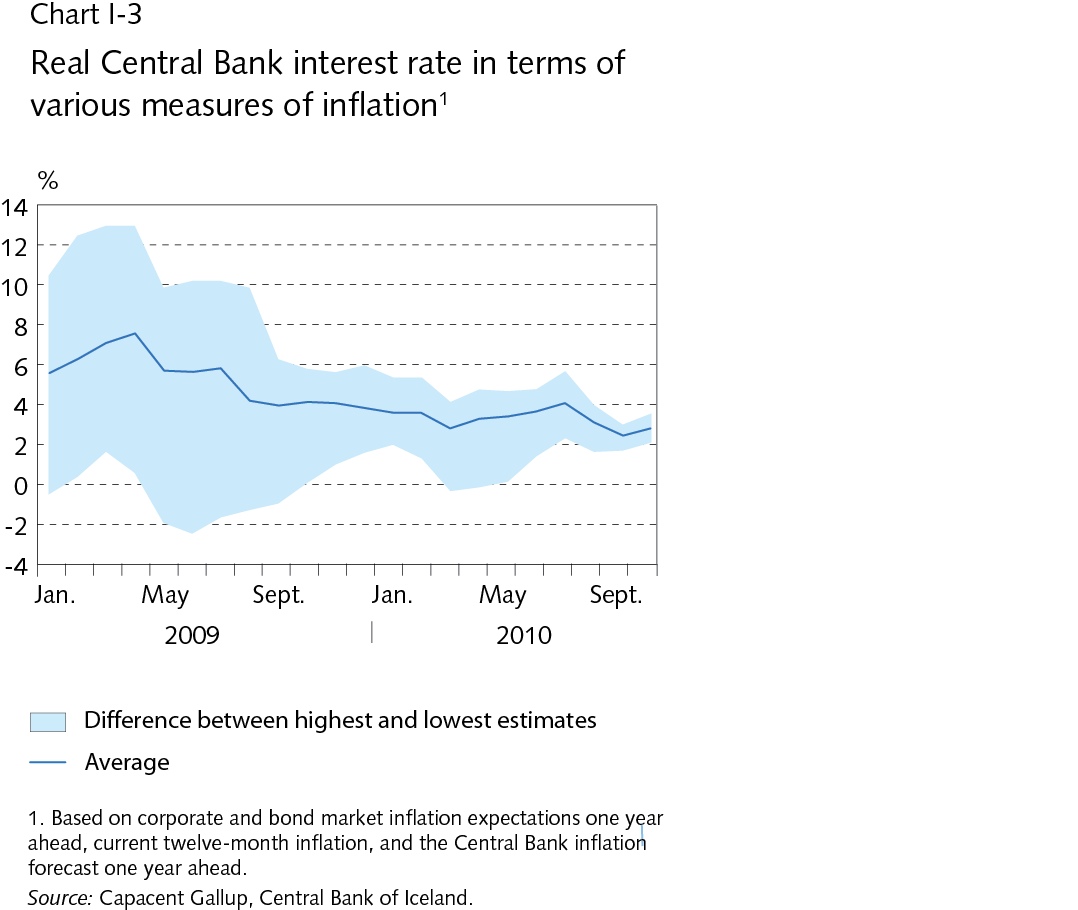 Chart I-3
Real Central Bank interest rate in terms of
various measures of inflation¹
%
14
12
10
8
6
4
2
0
-2
-4
Jan. May Sept. Jan. May Sept.
2009 | 2010
Difference between highest and lowest estimates
Average
1. Based on corporate and bond market inflation expectations one year
ahead, current twelve-month inflation, and the Central Bank inflation
forecast one year ahead.
Source: Capacent Gallup, Central Bank of Iceland.